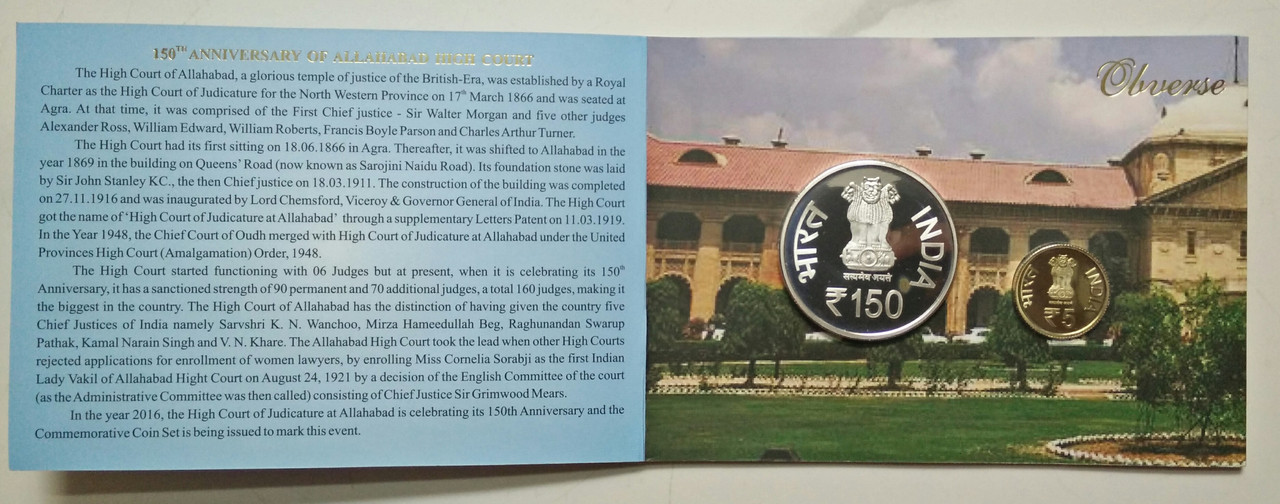 150TH ANNIVERSARY OF ALLAHABAD HIGH COURT
The High Court of Allahabad, a glorious temple of justice of the British-Era, was established by a Royal
Charter as the High Court of Judicature for the North Western Province on 17th March 1866 and was seated at
Agra. At that time, it was comprised of the First Chief justice - Sir Walter Morgan and five other judges
Alexander Ross, William Edward, William Roberts, Francis Boyle Parson and Charles Arthur Turner.
The High Court had its first sitting on 18.06.1866 in Agra. Thereafter, it was shifted to Allahabad in the
year 1869 in the building on Queens' Road (now known as Sarojini Naidu Road). Its foundation stone was laid
by Sir John Stanley KC., the then Chief justice on 18.03.1911. The construction of the building was completed
on 27.11.1916 and was inaugurated by Lord Chemsford, Viceroy & Governor General of India. The High Court
got the name of 'High Court of Judicature at Allahabad' through a supplementary Letters Patent on 11.03.1919.
In the Year 1948, the Chief Court of Oudh merged with High Court of Judicature at Allahabad under the United
Provinces High Court (Amalgamation) Order, 1948.
The High Court started functioning with 06 Judges but at present, when it is celebrating its 150th
Anniversary, it has a sanctioned strength of 90 permanent and 70 additional judges, a total 160 judges, making it
the biggest in the country. The High Court of Allahabad has the distinction of having given the country five
Chief Justices of India namely Sarvshri K. N. Wanchoo, Mirza Hameedullah Beg, Raghunandan Swarup
Pathak, Kamal Narain Singh and V. N. Khare. The Allahabad High Court took the lead when other High Courts
rejected applications for enrollment of women lawyers, by enrolling Miss Cornelia Sorabji as the first Indian
Lady Vakil of Allahabad Hight Court on August 24, 1921 by a decision of the English Committee of the court
(as the Administrative Committee was then called) consisting of Chief Justice Sir Grimwood Mears.
In the year 2016, the High Court of Judicature at Allahabad is celebrating its 150th Anniversary and the
Commemorative Coin Set is being issued to mark this event.
Obverse
भारत
INDIA
सत्यमेव जयते
₹150
भारत
INDIA
₹5